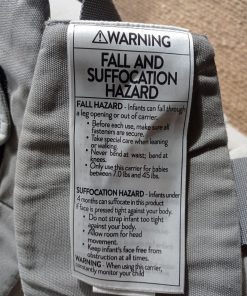 ⚠WARNING
FALL AND
SUFFOCATION
HAZARD
FALL HAZARD - Infants can fall through
a leg opening or out of carrier.
• Before each use, make sure all
fasteners are secure.
• Take special care when leaning
or walking.
• Never bend at waist; bend at
knees.
• Only use this carrier for babies
between 7.0 lbs and 45 lbs.
SUFFOCATION HAZARD - Infants under
4 months can suffocate in this product
if face is pressed tight against your body.
• Do not strap infant too tight
against your body.
• Allow room for head
movement.
• Keep infant's face free from
obstruction at all times.
WARNING - When using this carrier,
constantly monitor your child